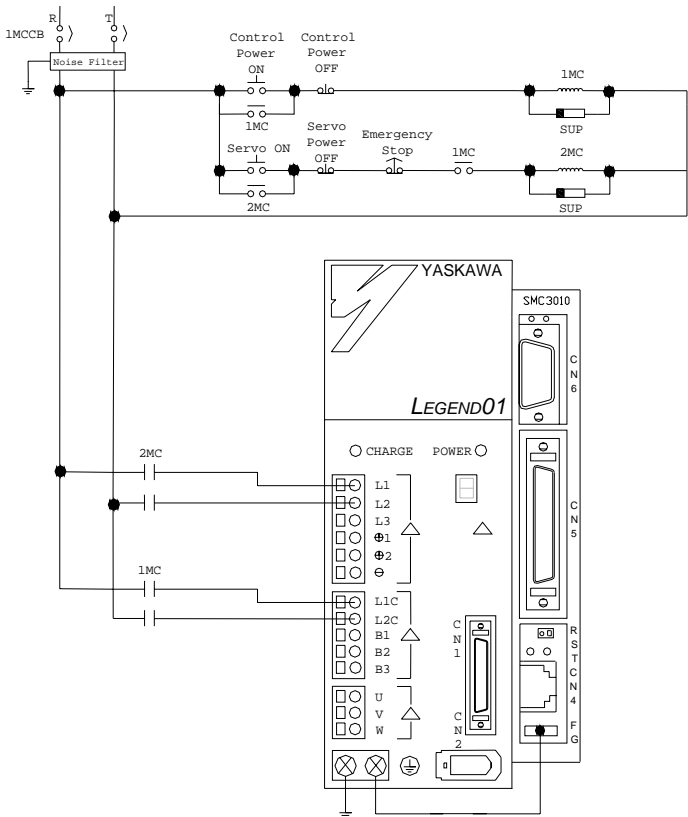 R T
1MCCB
Noise Filter
Control
Power
ON
Control
Power
OFF
1MC
1MC
SUP
Servo ON
Servo
Power
OFF
Emergency
Stop
1MC
2MC
2MC
SUP
YASKAWA
LEGEND01
SMC3010
CN6
CHARGE POWER
2MC
L1
L2
L3
⊕1
⊕2
⊖
CN5
1MC
L1C
L2C
B1
B2
B3
CN1
CN2
RST
CN4
FG
U
V
W